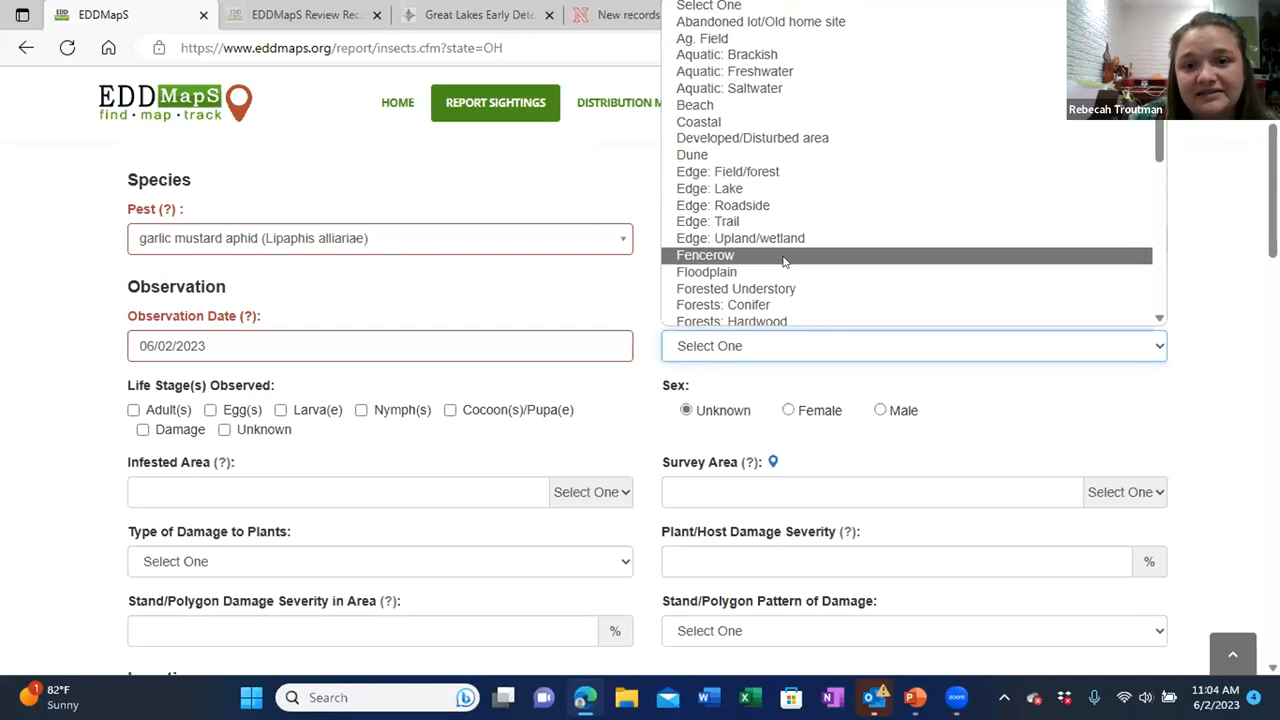 EDDMapS
EDDMapS Review Rec
Great Lakes Early Dete
New records
https://www.eddmaps.org/report/insects.cfm?state=OH
EDDMapS
find · map · track
HOME
REPORT SIGHTINGS
DISTRIBUTION M
Rebecah Troutman
Select One
Abandoned lot/Old home site
Ag. Field
Aquatic: Brackish
Aquatic: Freshwater
Aquatic: Saltwater
Beach
Coastal
Developed/Disturbed area
Dune
Edge: Field/forest
Edge: Lake
Edge: Roadside
Edge: Trail
Edge: Upland/wetland
Fencerow
Floodplain
Forested Understory
Forests: Conifer
Forests: Hardwood
Species
Pest (?) :
garlic mustard aphid (Lipaphis alliariae)
Observation
Observation Date (?):
06/02/2023
Select One
Life Stage(s) Observed:
Adult(s) Egg(s) Larva(e) Nymph(s) Cocoon(s)/Pupa(e)
Damage Unknown
Sex:
Unknown Female Male
Infested Area (?):
Select One
Survey Area (?):
Select One
Type of Damage to Plants:
Select One
Plant/Host Damage Severity (?):
%
Stand/Polygon Damage Severity in Area (?):
%
Stand/Polygon Pattern of Damage:
Select One
1
82°F
Sunny
Search
11:04 AM
6/2/2023
4